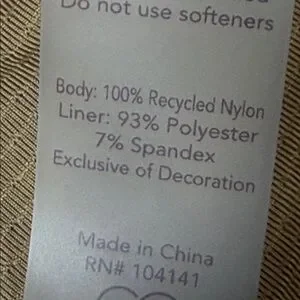 Do not use softeners
Body: 100% Recycled Nylon
Liner: 93% Polyester
7% Spandex
Exclusive of Decoration
Made in China
RN# 104141